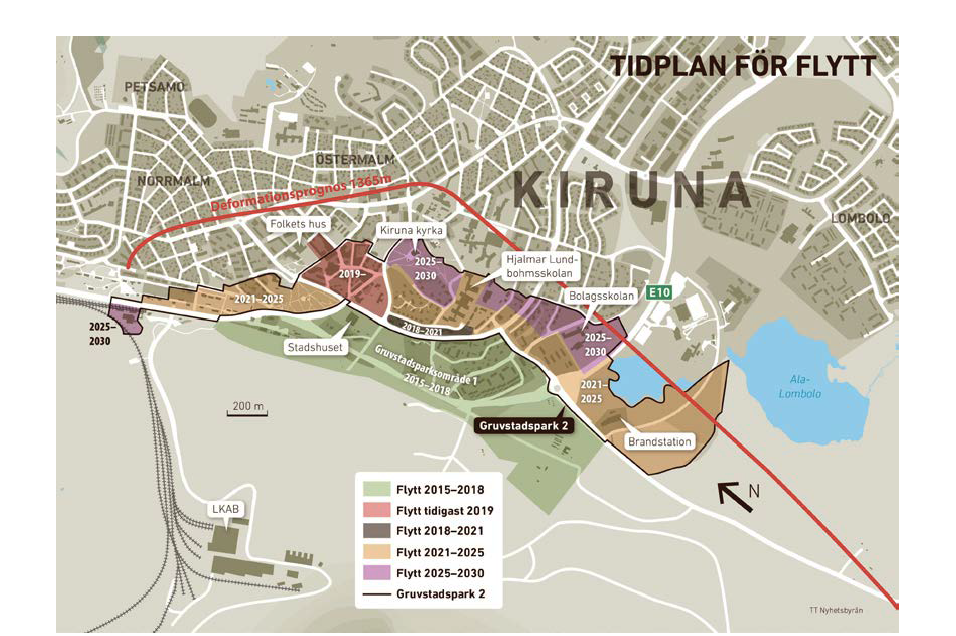 TIDPLAN FÖR FLYTT
PETSAMO
ÖSTERMALM
NORRMALM
KIRUNA
Deformationsprognos 1365m
LOMBOLO
Folkets hus
Kiruna kyrka
Hjalmar Lund-
bohmsskolan
2025–
2030
2019–
Bolagsskolan
E10
2021–2025
2025–
2030
2018–2021
Stadshuset
2025–
2030
Gruvstadsparksområde 1
2015–2018
2021–
2025
Ala-
Lombolo
200 m
Gruvstadspark 2
Brandstation
N
LKAB
Flytt 2015–2018
Flytt tidigast 2019
Flytt 2018–2021
Flytt 2021–2025
Flytt 2025–2030
Gruvstadspark 2
TT Nyhetsbyrån